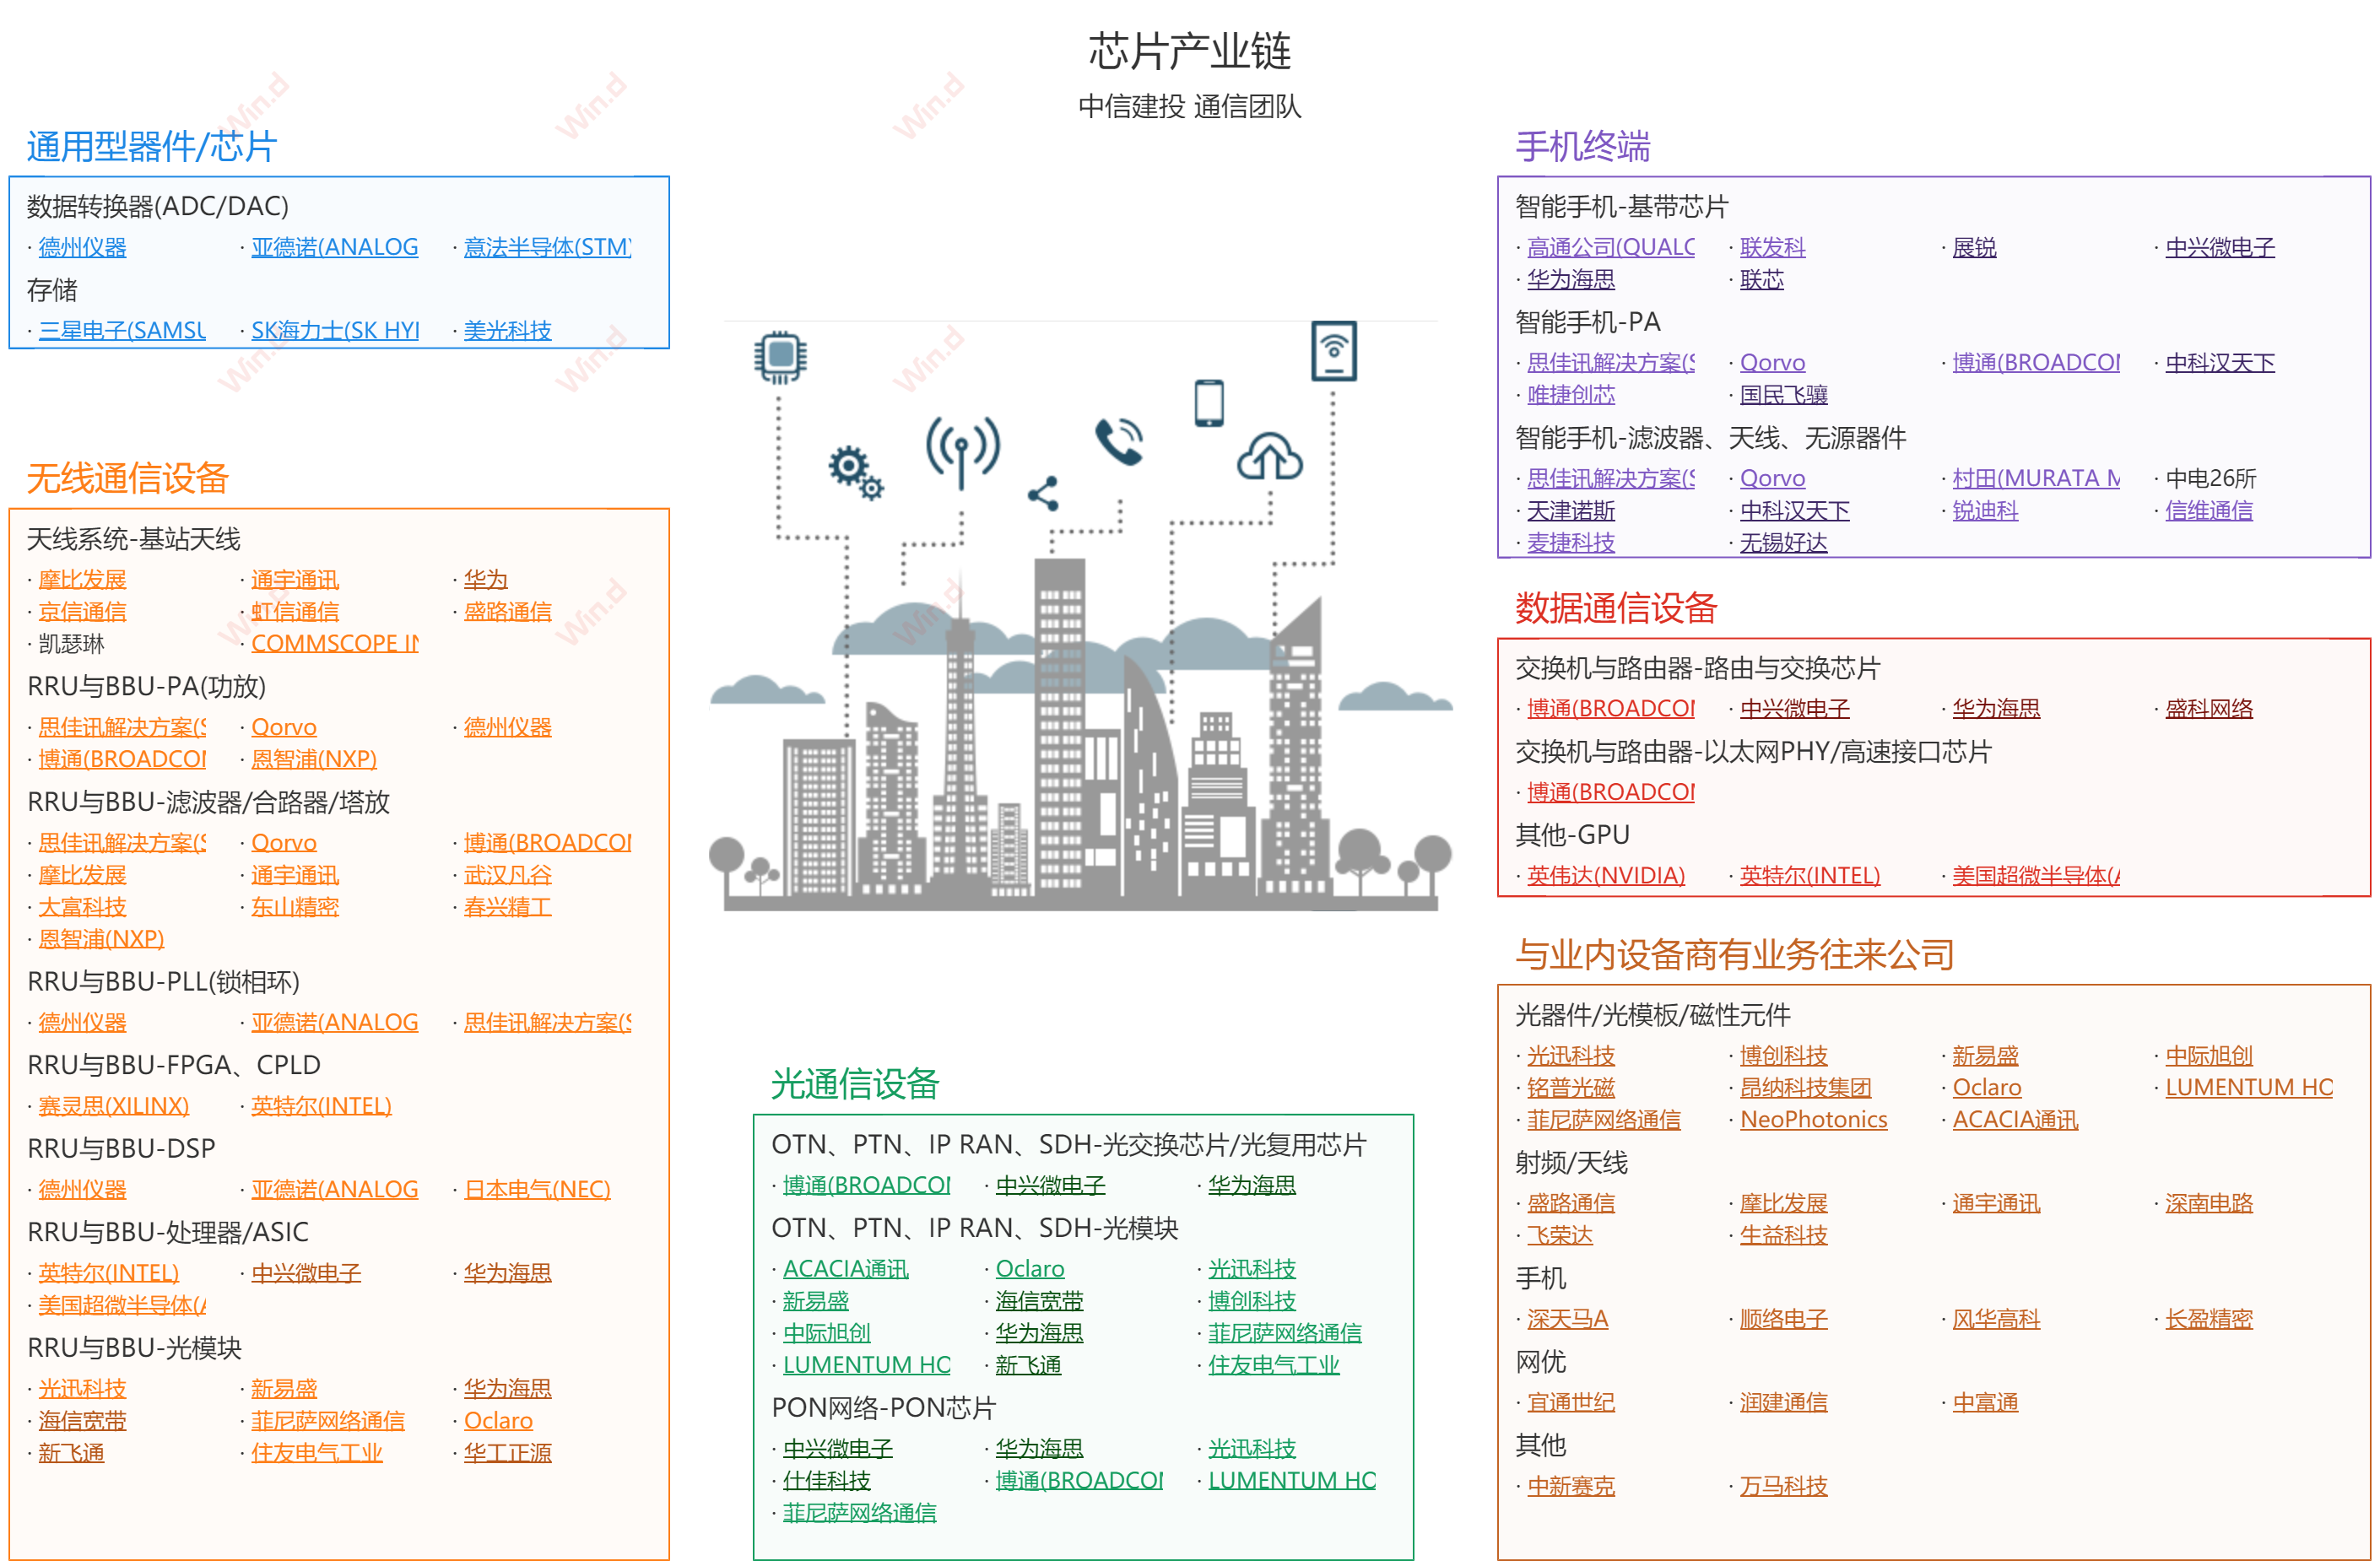 芯片产业链
中信建投 通信团队
通用型器件/芯片
数据转换器(ADC/DAC)
· 德州仪器 · 亚德诺(ANALOG · 意法半导体(STM)
存储
· 三星电子(SAMSU · SK海力士(SK HYI · 美光科技
无线通信设备
天线系统-基站天线
· 摩比发展 · 通宇通讯 · 华为
· 京信通信 · 虹信通信 · 盛路通信
· 凯瑟琳 · COMMSCOPE IN
RRU与BBU-PA(功放)
· 思佳讯解决方案(S · Qorvo · 德州仪器
· 博通(BROADCOM · 恩智浦(NXP)
RRU与BBU-滤波器/合路器/塔放
· 思佳讯解决方案(S · Qorvo · 博通(BROADCOM
· 摩比发展 · 通宇通讯 · 武汉凡谷
· 大富科技 · 东山精密 · 春兴精工
· 恩智浦(NXP)
RRU与BBU-PLL(锁相环)
· 德州仪器 · 亚德诺(ANALOG · 思佳讯解决方案(S
RRU与BBU-FPGA、CPLD
· 赛灵思(XILINX) · 英特尔(INTEL)
RRU与BBU-DSP
· 德州仪器 · 亚德诺(ANALOG · 日本电气(NEC)
RRU与BBU-处理器/ASIC
· 英特尔(INTEL) · 中兴微电子 · 华为海思
· 美国超微半导体(A
RRU与BBU-光模块
· 光迅科技 · 新易盛 · 华为海思
· 海信宽带 · 菲尼萨网络通信 · Oclaro
· 新飞通 · 住友电气工业 · 华工正源
光通信设备
OTN、PTN、IP RAN、SDH-光交换芯片/光复用芯片
· 博通(BROADCOM · 中兴微电子 · 华为海思
OTN、PTN、IP RAN、SDH-光模块
· ACACIA通讯 · Oclaro · 光迅科技
· 新易盛 · 海信宽带 · 博创科技
· 中际旭创 · 华为海思 · 菲尼萨网络通信
· LUMENTUM HO · 新飞通 · 住友电气工业
PON网络-PON芯片
· 中兴微电子 · 华为海思 · 光迅科技
· 仕佳科技 · 博通(BROADCOM · LUMENTUM HO
· 菲尼萨网络通信
手机终端
智能手机-基带芯片
· 高通公司(QUALC · 联发科 · 展锐 · 中兴微电子
· 华为海思 · 联芯
智能手机-PA
· 思佳讯解决方案(S · Qorvo · 博通(BROADCOM · 中科汉天下
· 唯捷创芯 · 国民飞骧
智能手机-滤波器、天线、无源器件
· 思佳讯解决方案(S · Qorvo · 村田(MURATA M · 中电26所
· 天津诺斯 · 中科汉天下 · 锐迪科 · 信维通信
· 麦捷科技 · 无锡好达
数据通信设备
交换机与路由器-路由与交换芯片
· 博通(BROADCOM · 中兴微电子 · 华为海思 · 盛科网络
交换机与路由器-以太网PHY/高速接口芯片
· 博通(BROADCOM
其他-GPU
· 英伟达(NVIDIA) · 英特尔(INTEL) · 美国超微半导体(A
与业内设备商有业务往来公司
光器件/光模板/磁性元件
· 光迅科技 · 博创科技 · 新易盛 · 中际旭创
· 铭普光磁 · 昂纳科技集团 · Oclaro · LUMENTUM HO
· 菲尼萨网络通信 · NeoPhotonics · ACACIA通讯
射频/天线
· 盛路通信 · 摩比发展 · 通宇通讯 · 深南电路
· 飞荣达 · 生益科技
手机
· 深天马A · 顺络电子 · 风华高科 · 长盈精密
网优
· 宜通世纪 · 润建通信 · 中富通
其他
· 中新赛克 · 万马科技
Win.d
Win.d
Win.d
Win.d
Win.d
Win.d
Win.d
Win.d
Win.d